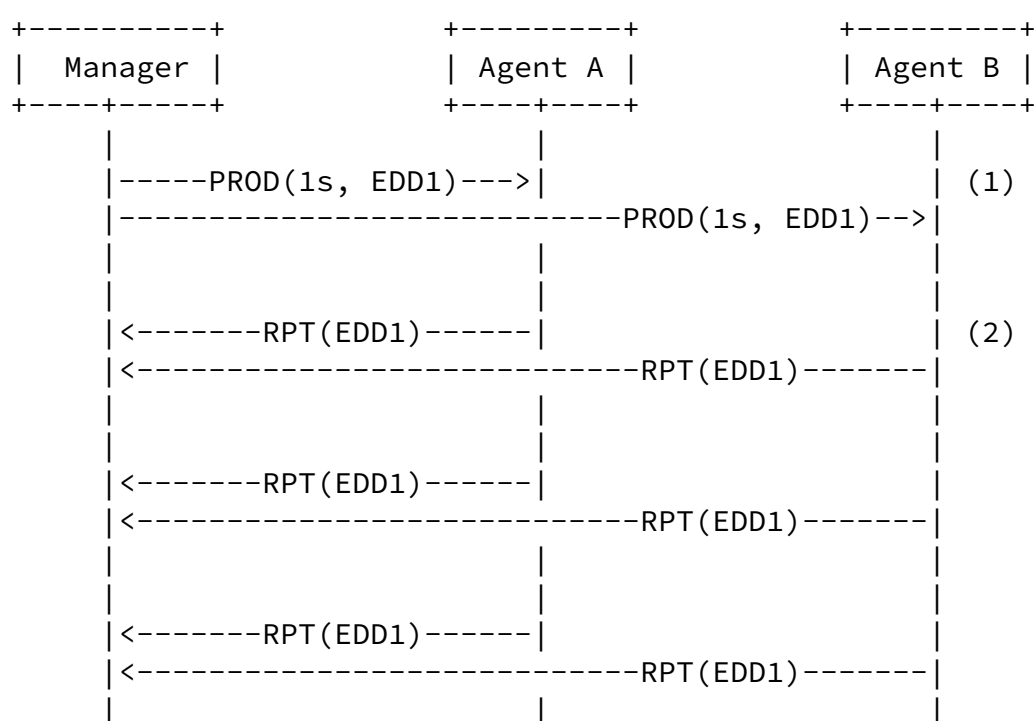 Manager Agent A Agent B
PROD(1s, EDD1) (1)
PROD(1s, EDD1)
RPT(EDD1) (2)
RPT(EDD1)
RPT(EDD1)
RPT(EDD1)
RPT(EDD1)
RPT(EDD1)